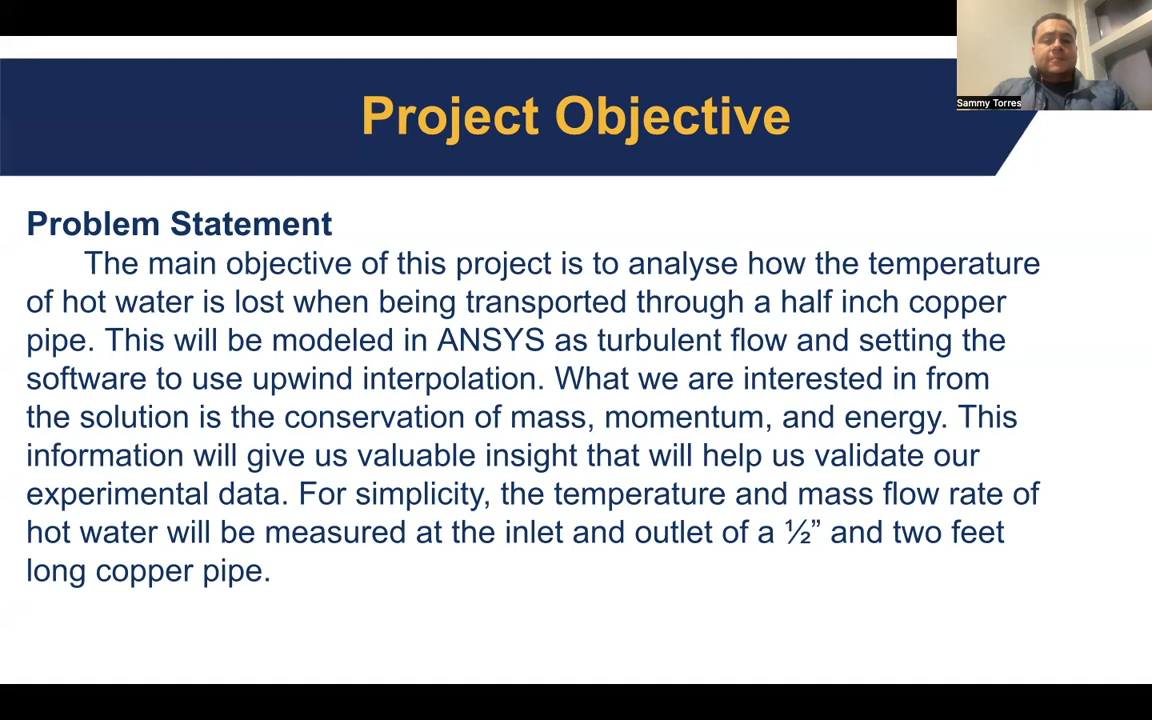 Project Objective
Sammy Torres
Problem Statement
The main objective of this project is to analyse how the temperature
of hot water is lost when being transported through a half inch copper
pipe. This will be modeled in ANSYS as turbulent flow and setting the
software to use upwind interpolation. What we are interested in from
the solution is the conservation of mass, momentum, and energy. This
information will give us valuable insight that will help us validate our
experimental data. For simplicity, the temperature and mass flow rate of
hot water will be measured at the inlet and outlet of a ½” and two feet
long copper pipe.